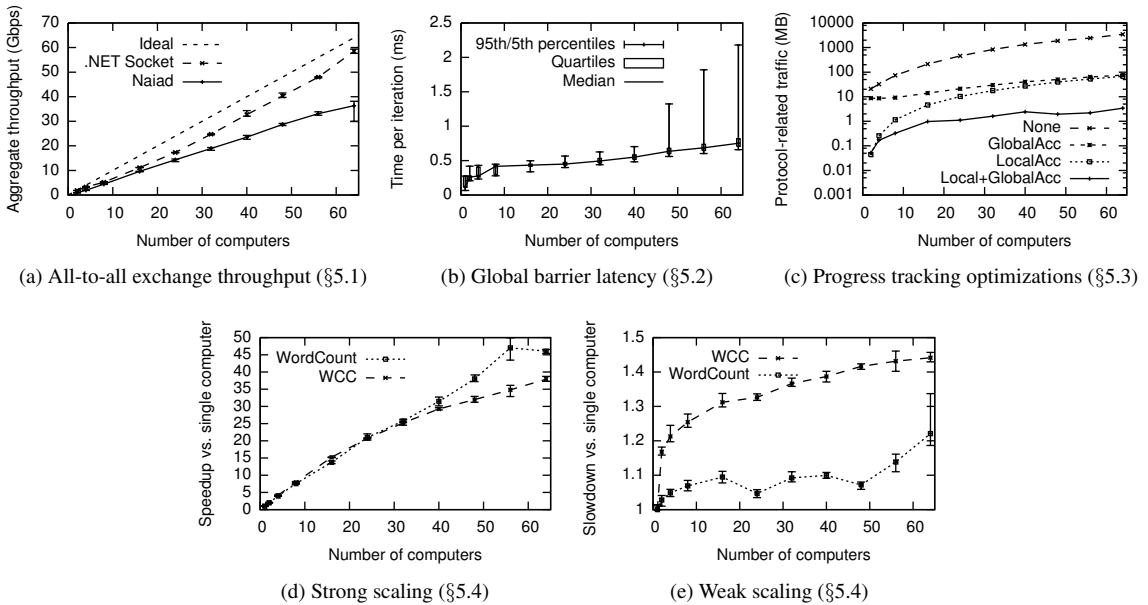 Aggregate throughput (Gbps)
70
60
50
40
30
20
10
0
Ideal
.NET Socket
Naiad
0 10 20 30 40 50 60
Number of computers
(a) All-to-all exchange throughput (§5.1)
Time per iteration (ms)
2.5
2
1.5
1
0.5
0
95th/5th percentiles
Quartiles
Median
0 10 20 30 40 50 60
Number of computers
(b) Global barrier latency (§5.2)
Protocol-related traffic (MB)
10000
1000
100
10
1
0.1
0.01
0.001
None
GlobalAcc
LocalAcc
Local+GlobalAcc
0 10 20 30 40 50 60
Number of computers
(c) Progress tracking optimizations (§5.3)
Speedup vs. single computer
50
45
40
35
30
25
20
15
10
5
0
WordCount
WCC
0 10 20 30 40 50 60
Number of computers
(d) Strong scaling (§5.4)
Slowdown vs. single computer
1.5
1.4
1.3
1.2
1.1
1
WCC
WordCount
0 10 20 30 40 50 60
Number of computers
(e) Weak scaling (§5.4)